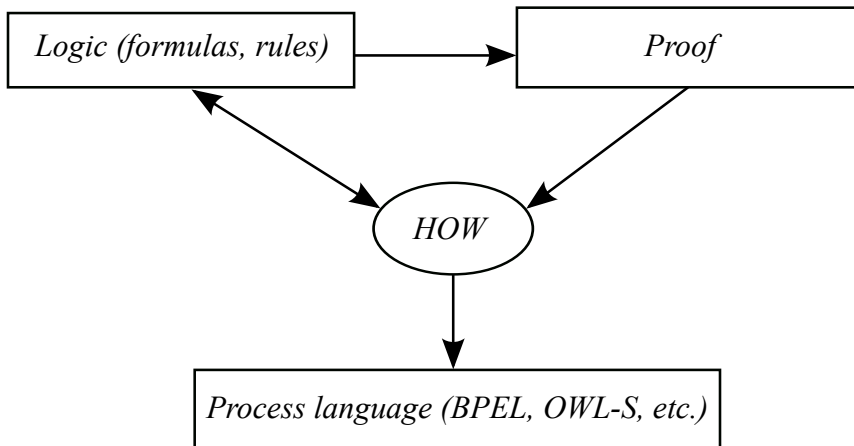 Logic (formulas, rules)
Proof
HOW
Process language (BPEL, OWL-S, etc.)